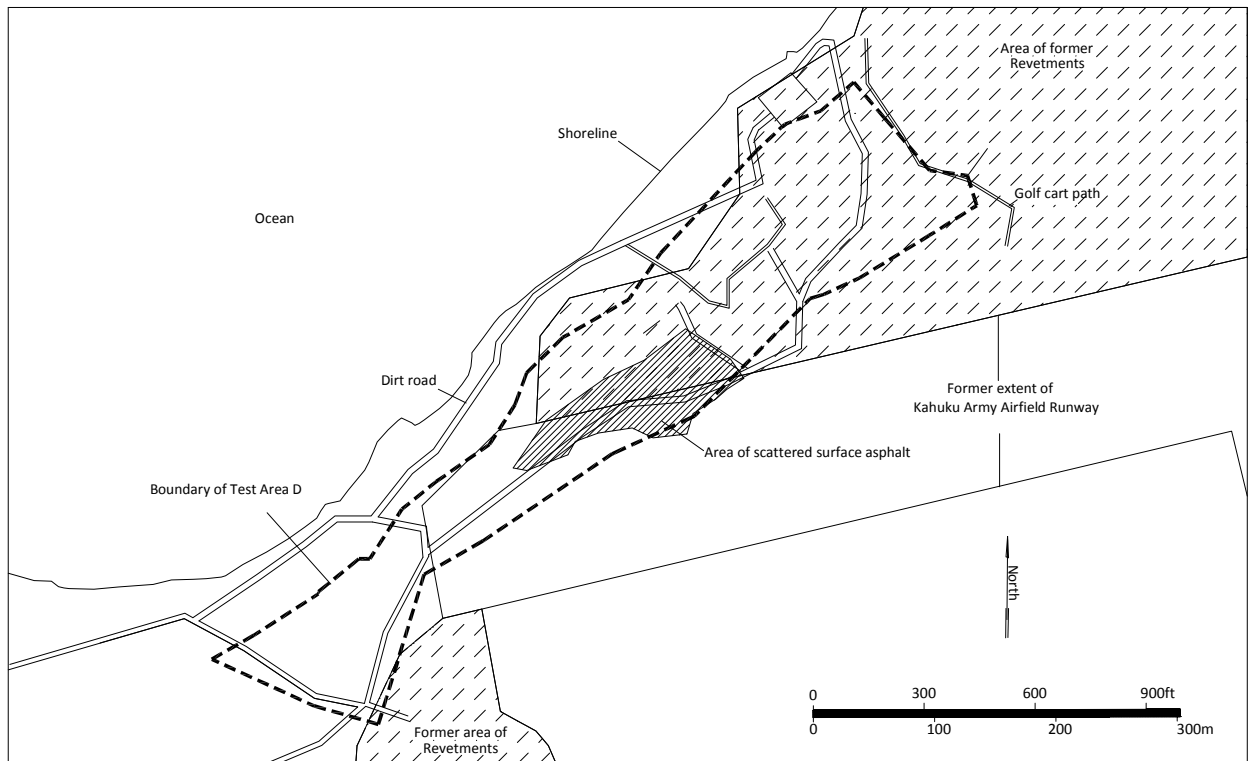 Area of former
Revetments
Shoreline
Golf cart path
Ocean
Dirt road
Former extent of
Kahuku Army Airfield Runway
Area of scattered surface asphalt
Boundary of Test Area D
North
Former area of
Revetments
0 300 600 900ft
0 100 200 300m